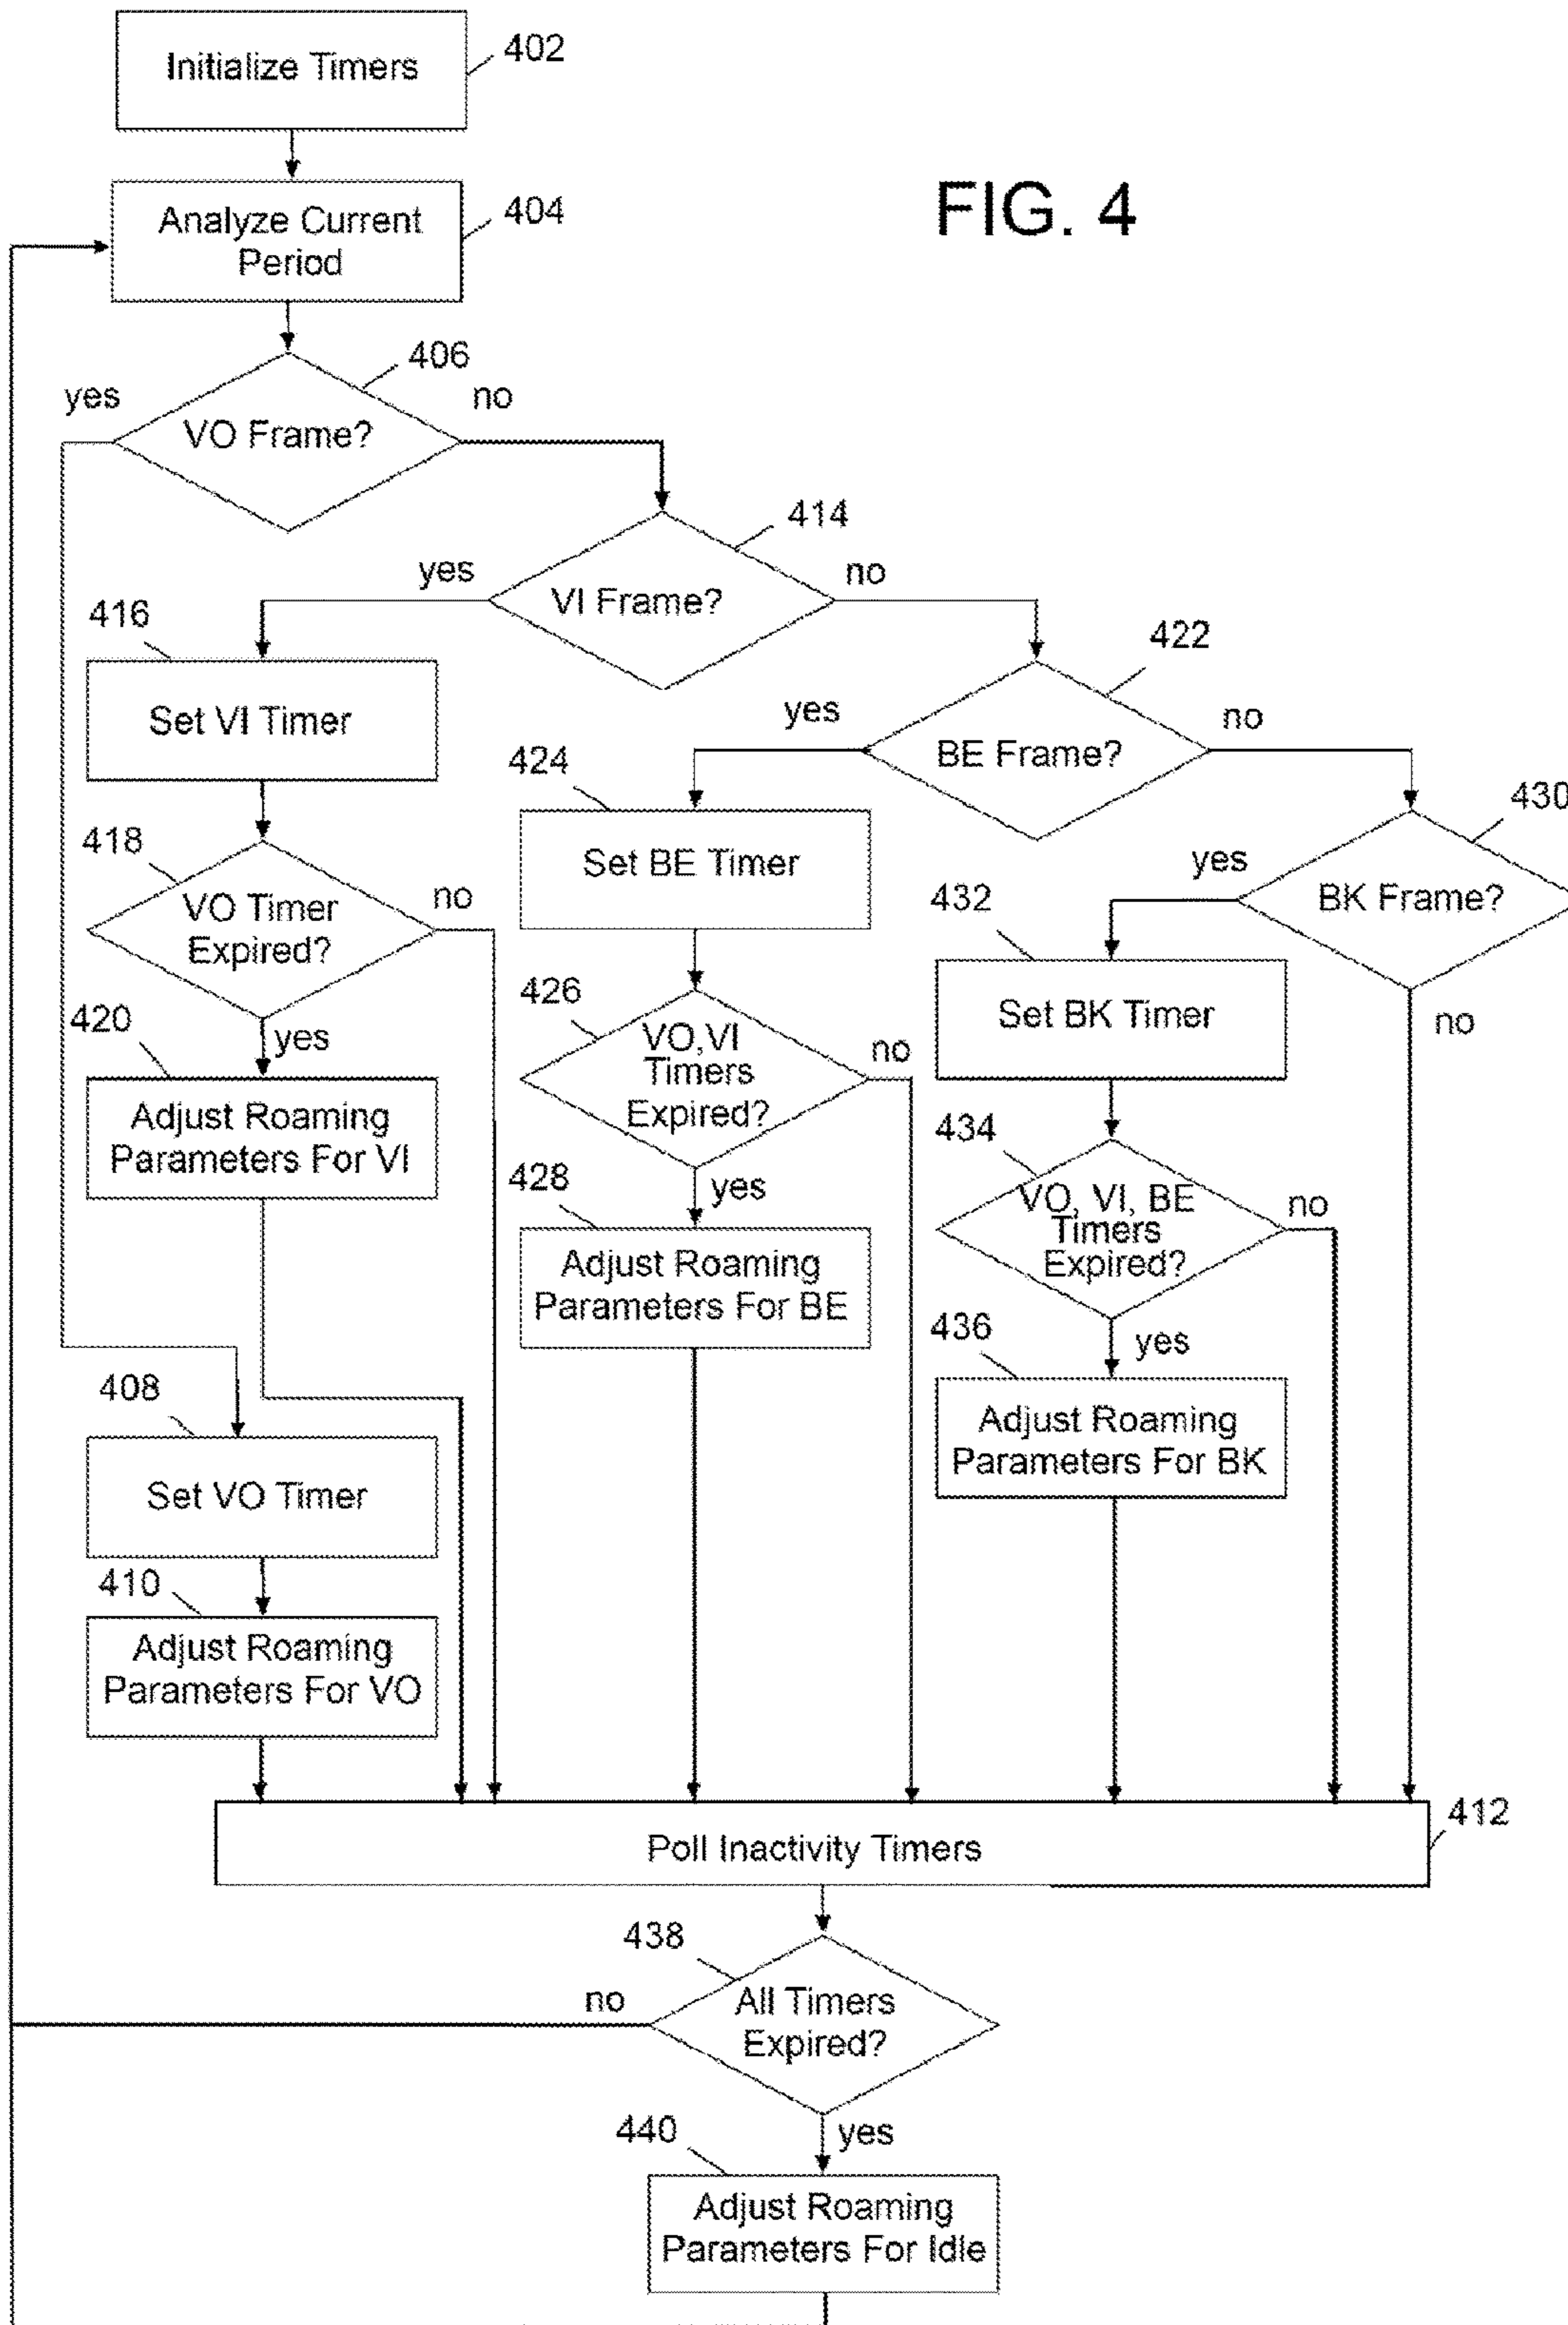 Initialize Timers
402
Analyze Current
Period
404
FIG. 4
406
yes
no
VO Frame?
414
yes
no
VI Frame?
416
422
Set VI Timer
yes
no
BE Frame?
424
430
418
Set BE Timer
yes
BK Frame?
VO Timer
Expired?
no
432
420
yes
426
Set BK Timer
no
VO,VI
Timers
Expired?
no
Adjust Roaming
Parameters For VI
434
428
yes
VO, VI, BE
Timers
Expired?
no
Adjust Roaming
Parameters For BE
436
yes
408
Adjust Roaming
Parameters For BK
Set VO Timer
410
Adjust Roaming
Parameters For VO
412
Poll Inactivity Timers
438
no
All Timers
Expired?
440
yes
Adjust Roaming
Parameters For Idle